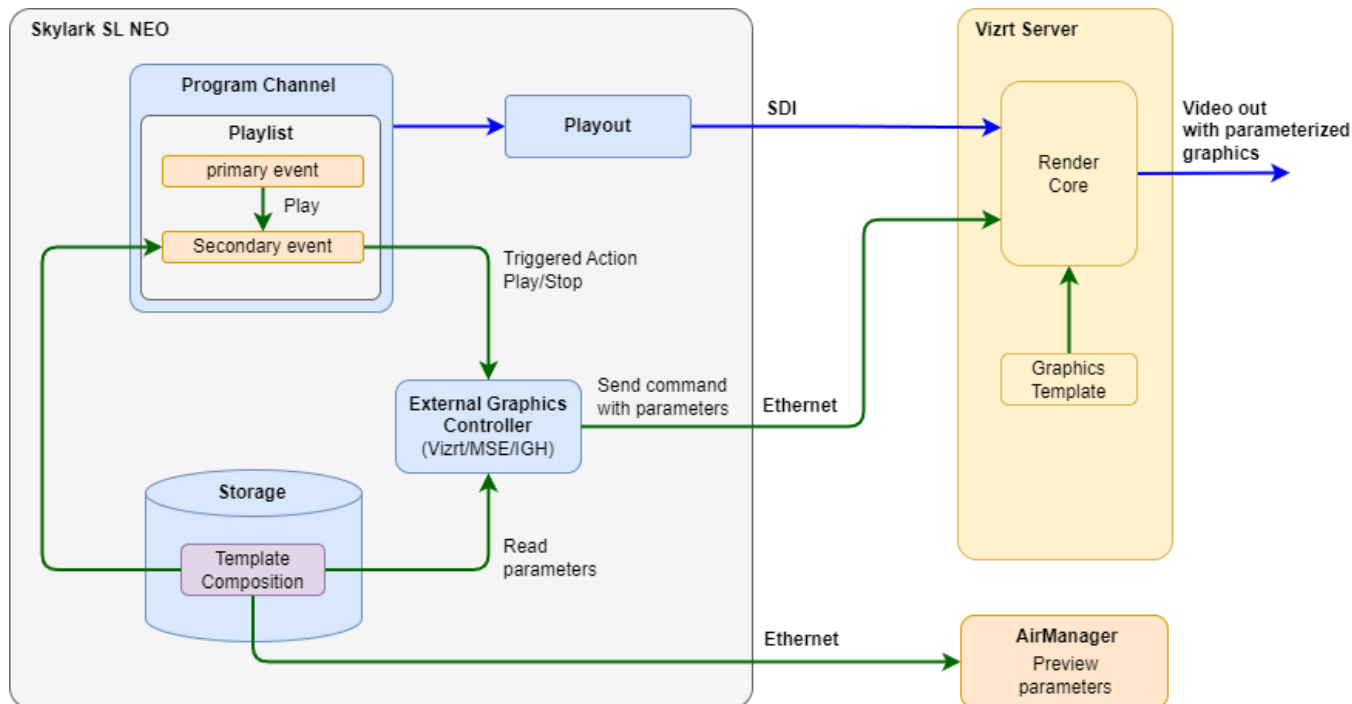 Skylark SL NEO
Program Channel
Playlist
primary event
Play
Secondary event
Triggered Action
Play/Stop
Playout
SDI
External Graphics
Controller
(Vizrt/MSE/IGH)
Send command
with parameters
Ethernet
Storage
Template
Composition
Read
parameters
Ethernet
Vizrt Server
Render
Core
Graphics
Template
Video out
with parameterized
graphics
AirManager
Preview
parameters